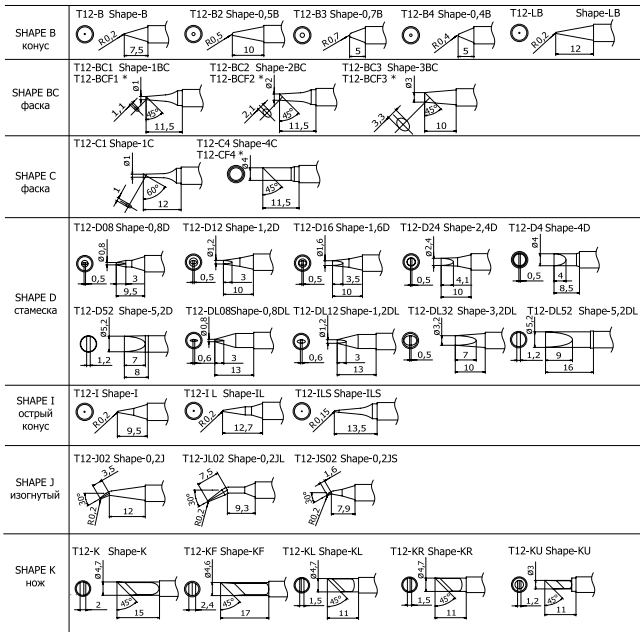 SHAPE B
конус
T12-B Shape-B
R0,2
7,5
T12-B2 Shape-0,5B
R0,5
10
T12-B3 Shape-0,7B
R0,7
5
T12-B4 Shape-0,4B
R0,4
5
T12-LB Shape-LB
R0,2
12
SHAPE BC
фаска
T12-BC1 Shape-1BC
T12-BCF1 *
ø1
1,1
45°
11,5
T12-BC2 Shape-2BC
T12-BCF2 *
ø2
2,1
45°
11,5
T12-BC3 Shape-3BC
T12-BCF3 *
ø3
3,3
45°
10
SHAPE C
фаска
T12-C1 Shape-1C
ø1
1
60°
12
T12-C4 Shape-4C
T12-CF4 *
ø4
45°
11,5
SHAPE D
стамеска
T12-D08 Shape-0,8D
ø0,8
0,5
3
9,5
T12-D12 Shape-1,2D
ø1,2
0,5
3
10
T12-D16 Shape-1,6D
ø1,6
0,5
3,5
10
T12-D24 Shape-2,4D
ø2,4
0,5
4,1
10
T12-D4 Shape-4D
ø4
0,5
4
8,5
T12-D52 Shape-5,2D
ø5,2
1,2
7
8
T12-DL08Shape-0,8DL
ø0,8
0,6
3
13
T12-DL12Shape-1,2DL
ø1,2
0,6
3
13
T12-DL32 Shape-3,2DL
ø3,2
0,5
7
10
T12-DL52 Shape-5,2DL
ø5,2
1,2
9
16
SHAPE I
острый
конус
T12-I Shape-I
R0,2
9,5
T12-I L Shape-IL
R0,2
12,7
T12-ILS Shape-ILS
R0,15
13,5
SHAPE J
изогнутый
T12-J02 Shape-0,2J
3,5
30°
R0,2
12
T12-JL02 Shape-0,2JL
7,5
30°
R0,2
9,3
T12-JS02 Shape-0,2JS
1,6
30°
R0,2
7,9
SHAPE K
нож
T12-K Shape-K
ø4,7
2
45°
15
T12-KF Shape-KF
ø4,6
2,4
45°
17
T12-KL Shape-KL
ø4,7
1,5
45°
11
T12-KR Shape-KR
ø4,7
1,5
45°
11
T12-KU Shape-KU
ø3
1,2
45°
11